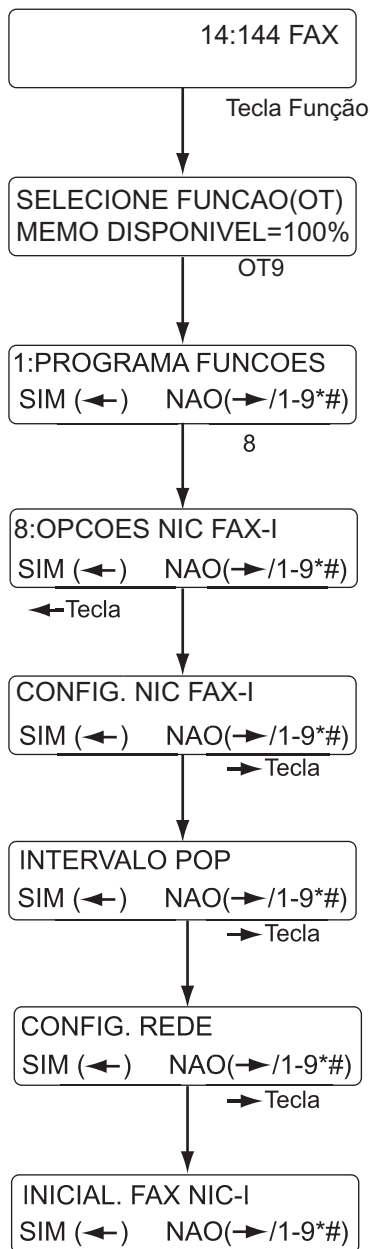 14:144 FAX
Tecla Função
SELECIONE FUNCAO(OT)
MEMO DISPONIVEL=100%
OT9
1:PROGRAMA FUNCOES
SIM (←) NAO(→/1-9*#)
8
8:OPCOES NIC FAX-I
SIM (←) NAO(→/1-9*#)
←Tecla
CONFIG. NIC FAX-I
SIM (←) NAO(→/1-9*#)
→Tecla
INTERVALO POP
SIM (←) NAO(→/1-9*#)
→Tecla
CONFIG. REDE
SIM (←) NAO(→/1-9*#)
→Tecla
INICIAL. FAX NIC-I
SIM (←) NAO(→/1-9*#)